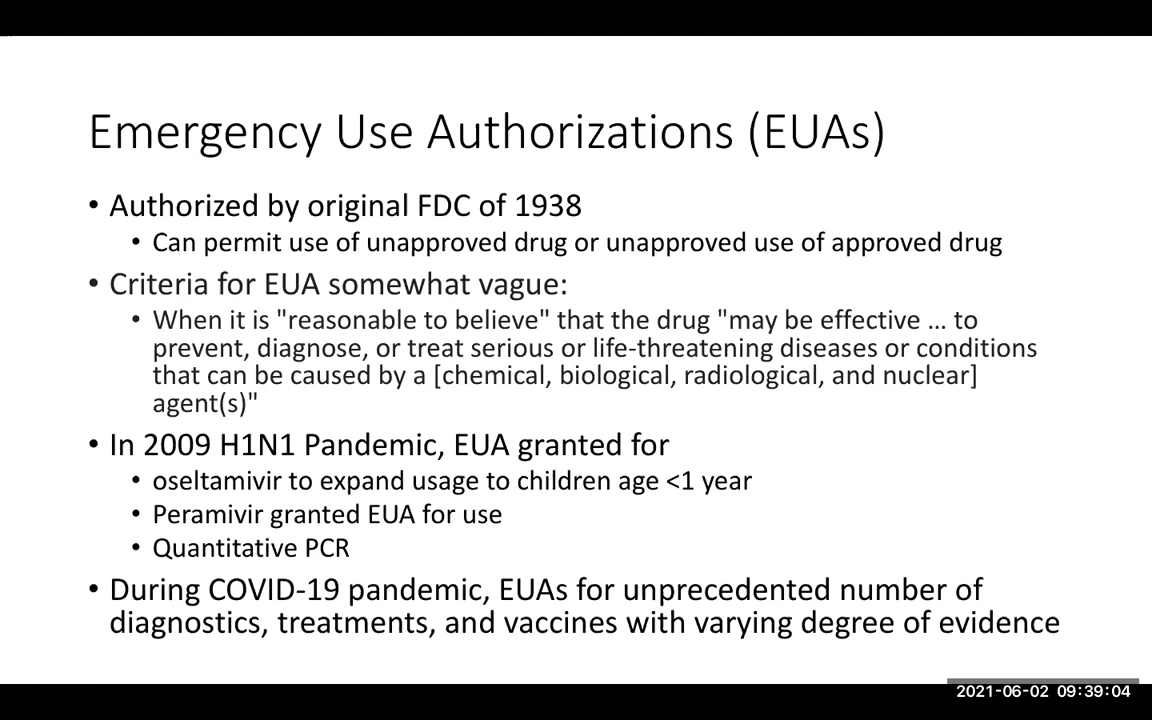 Emergency Use Authorizations (EUAs)
• Authorized by original FDC of 1938
• Can permit use of unapproved drug or unapproved use of approved drug
• Criteria for EUA somewhat vague:
• When it is "reasonable to believe" that the drug "may be effective … to
prevent, diagnose, or treat serious or life-threatening diseases or conditions
that can be caused by a [chemical, biological, radiological, and nuclear]
agent(s)"
• In 2009 H1N1 Pandemic, EUA granted for
• oseltamivir to expand usage to children age <1 year
• Peramivir granted EUA for use
• Quantitative PCR
• During COVID-19 pandemic, EUAs for unprecedented number of
diagnostics, treatments, and vaccines with varying degree of evidence
2021-06-02 09:39:04